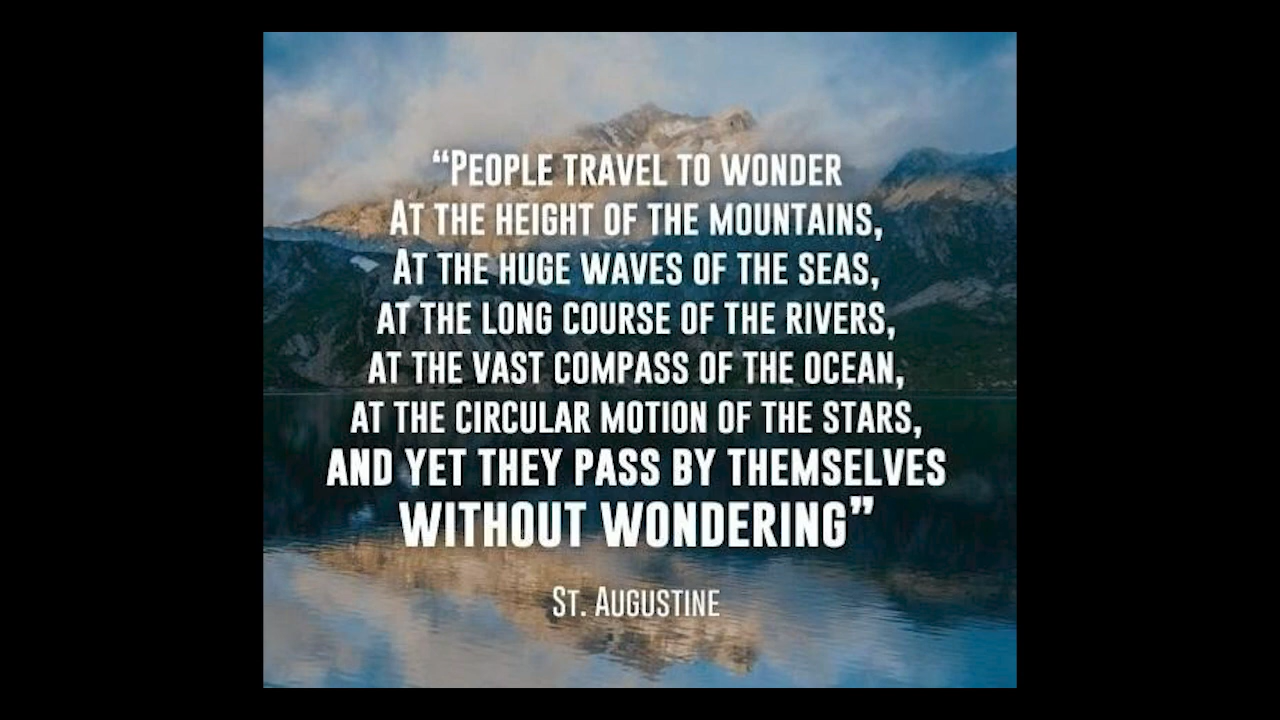 “People travel to wonder
At the height of the mountains,
At the huge waves of the seas,
at the long course of the rivers,
at the vast compass of the ocean,
at the circular motion of the stars,
and yet they pass by themselves
without wondering”
St. Augustine